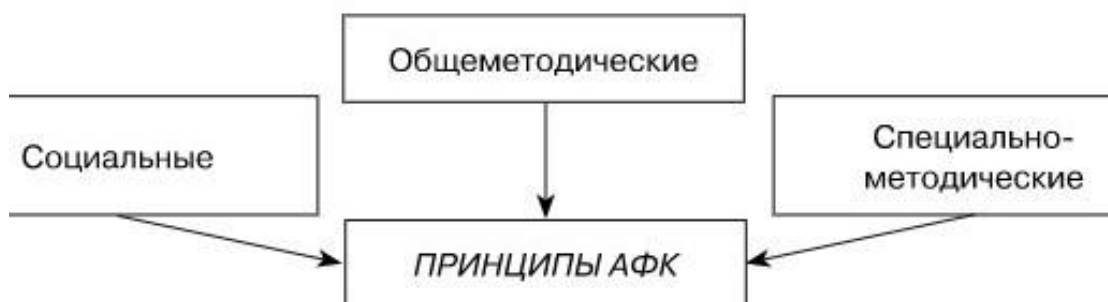 Общеметодические
Социальные
Специально-
методические
ПРИНЦИПЫ АФК